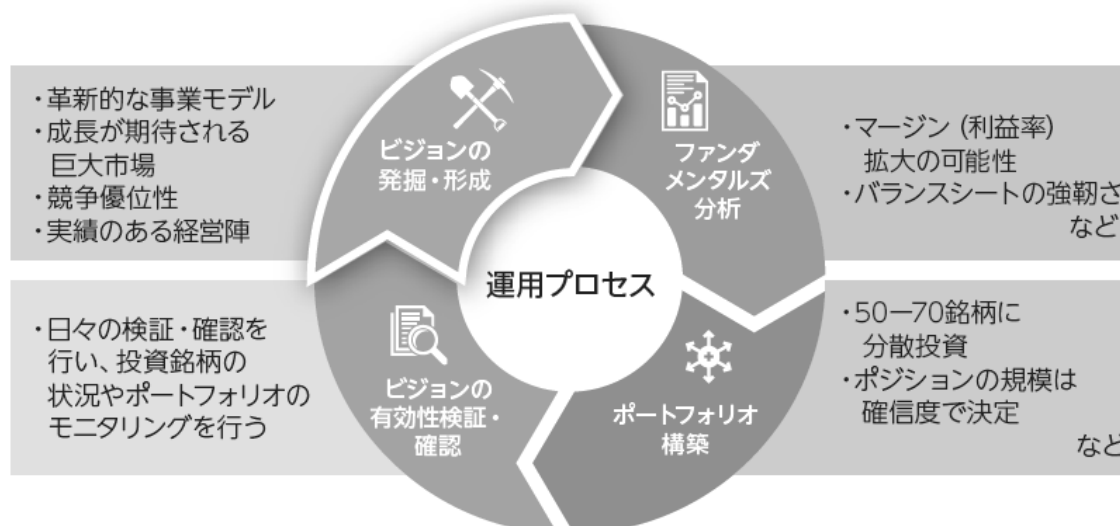 ・革新的な事業モデル
・成長が期待される
巨大市場
・競争優位性
・実績のある経営陣
ビジョンの
発掘・形成
ファンダ
メンタルズ
分析
・マージン (利益率)
拡大の可能性
・バランスシートの強靭さ
など
運用プロセス
・日々の検証・確認を
行い、投資銘柄の
状況やポートフォリオの
モニタリングを行う
ビジョンの
有効性検証・
確認
ポートフォリオ
構築
・50ー70銘柄に
分散投資
・ポジションの規模は
確信度で決定
など